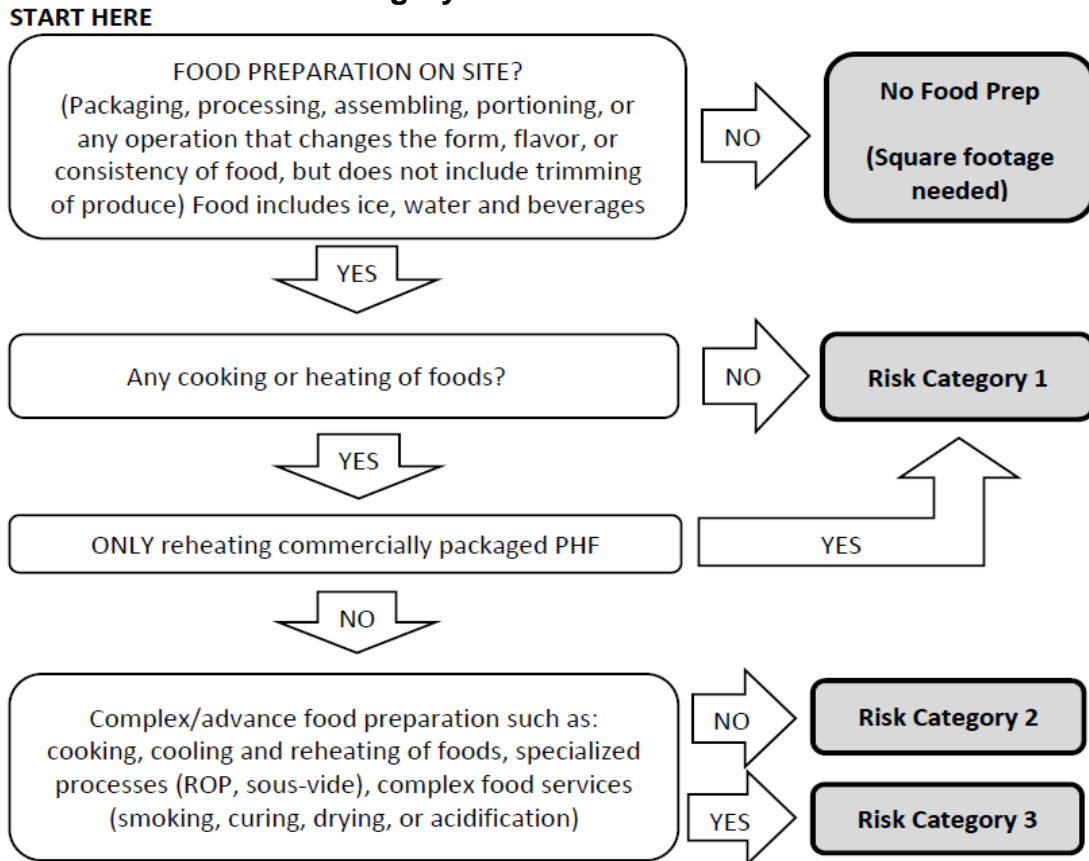 START HERE
FOOD PREPARATION ON SITE?
(Packaging, processing, assembling, portioning, or
any operation that changes the form, flavor, or
consistency of food, but does not include trimming
of produce) Food includes ice, water and beverages
NO
No Food Prep
(Square footage
needed)
YES
Any cooking or heating of foods?
NO
Risk Category 1
YES
ONLY reheating commercially packaged PHF
YES
NO
Complex/advance food preparation such as:
cooking, cooling and reheating of foods, specialized
processes (ROP, sous-vide), complex food services
(smoking, curing, drying, or acidification)
NO
Risk Category 2
YES
Risk Category 3